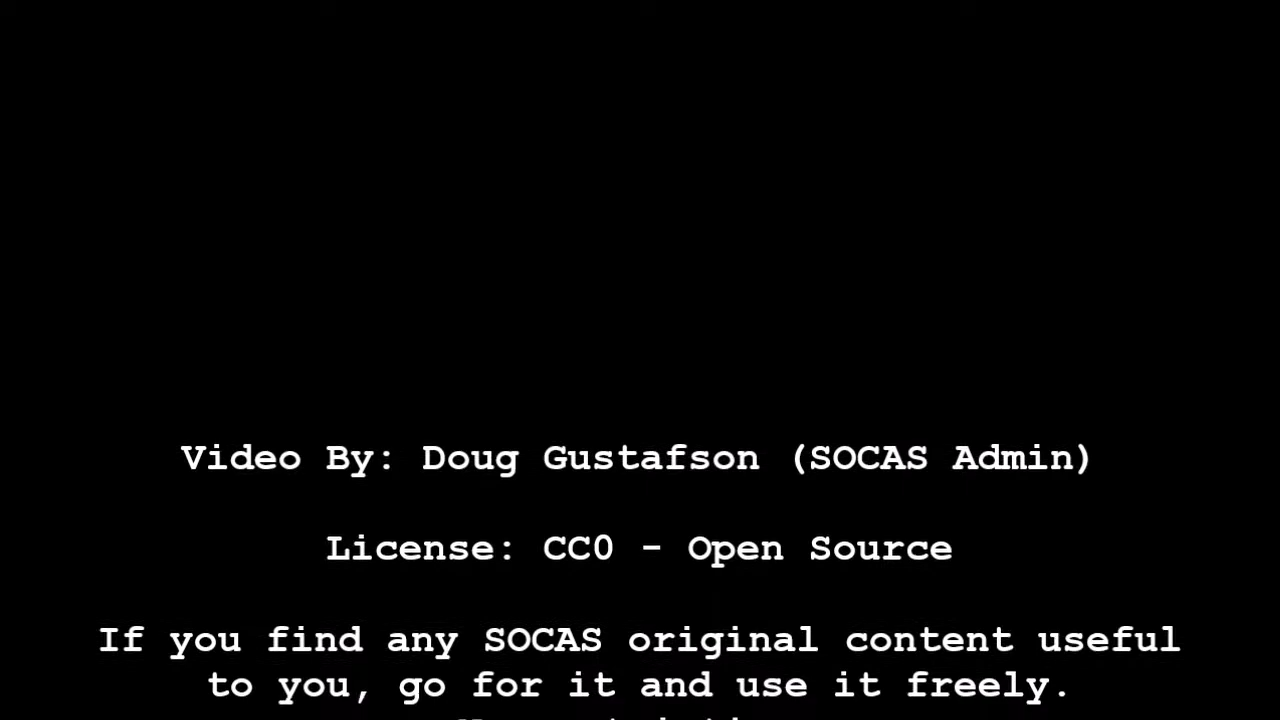 Video By: Doug Gustafson (SOCAS Admin)
License: CC0 - Open Source
If you find any SOCAS original content useful
to you, go for it and use it freely.